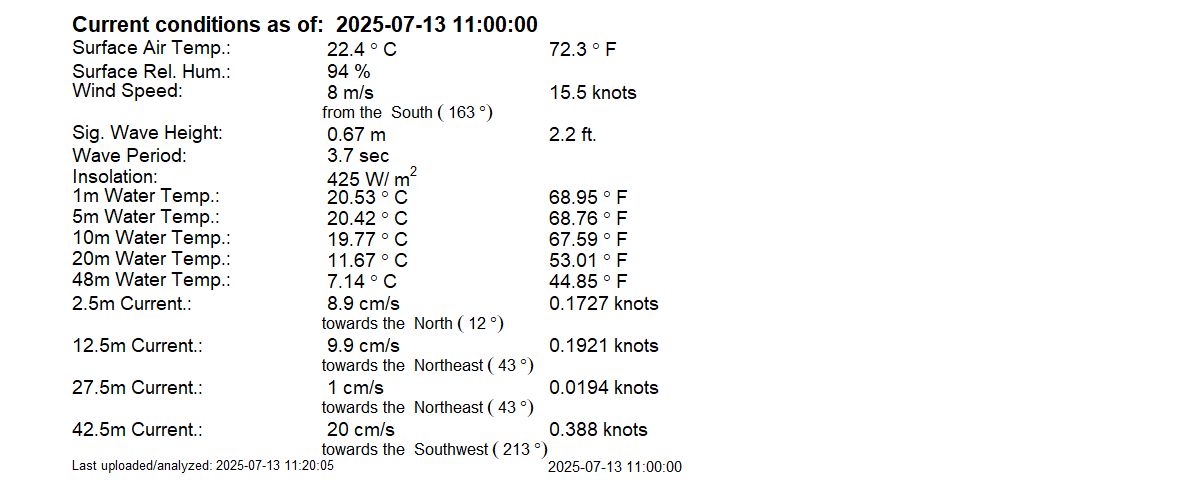 Current conditions as of: 2025-07-13 11:00:00
Surface Air Temp.: 22.4 ° C 72.3 ° F
Surface Rel. Hum.: 94 %
Wind Speed: 8 m/s 15.5 knots
from the South ( 163 °)
Sig. Wave Height: 0.67 m 2.2 ft.
Wave Period: 3.7 sec
Insolation: 425 W/ m²
1m Water Temp.: 20.53 ° C 68.95 ° F
5m Water Temp.: 20.42 ° C 68.76 ° F
10m Water Temp.: 19.77 ° C 67.59 ° F
20m Water Temp.: 11.67 ° C 53.01 ° F
48m Water Temp.: 7.14 ° C 44.85 ° F
2.5m Current.: 8.9 cm/s 0.1727 knots
towards the North ( 12 °)
12.5m Current.: 9.9 cm/s 0.1921 knots
towards the Northeast ( 43 °)
27.5m Current.: 1 cm/s 0.0194 knots
towards the Northeast ( 43 °)
42.5m Current.: 20 cm/s 0.388 knots
towards the Southwest ( 213 °)
Last uploaded/analyzed: 2025-07-13 11:20:05 2025-07-13 11:00:00